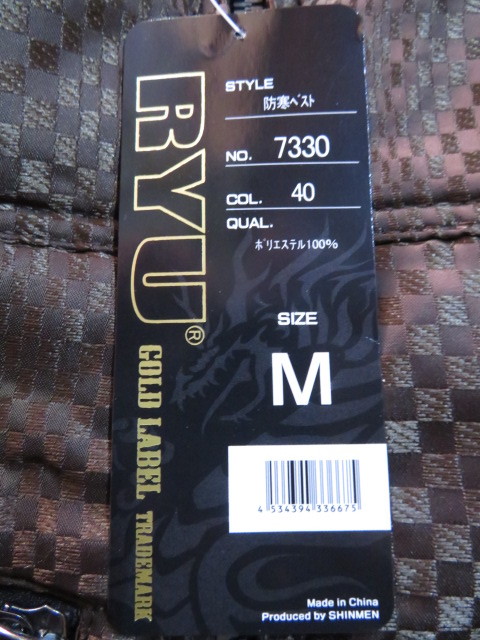 RYU®
GOLD LABEL TRADEMARK
STYLE
防寒ベスト
NO. 7330
COL. 40
QUAL.
ポリエステル100%
SIZE
M
4 534394 336675
Made in China
Produced by SHINMEN